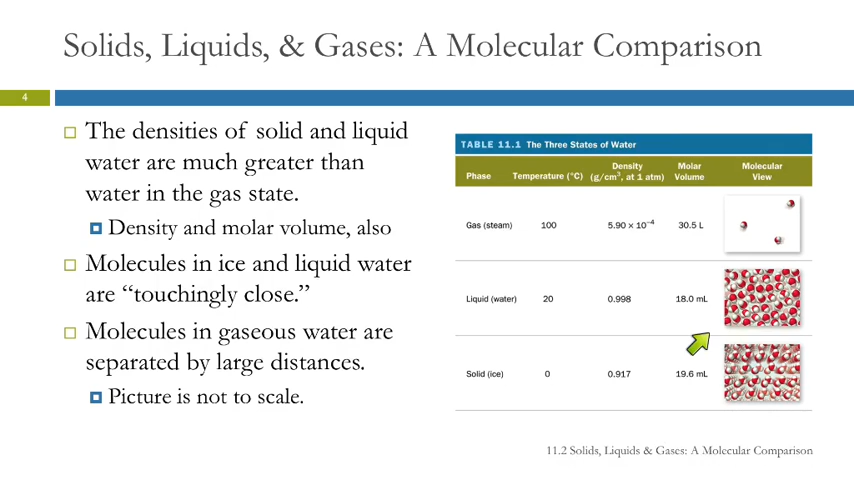 Solids, Liquids, & Gases: A Molecular Comparison
4
The densities of solid and liquid
water are much greater than
water in the gas state.
Density and molar volume, also
Molecules in ice and liquid water
are “touchingly close.”
Molecules in gaseous water are
separated by large distances.
Picture is not to scale.
TABLE 11.1 The Three States of Water
Phase Temperature (°C) Density (g/cm³, at 1 atm) Molar Volume Molecular View
Gas (steam) 100 5.90 × 10⁻⁴ 30.5 L
Liquid (water) 20 0.998 18.0 mL
Solid (ice) 0 0.917 19.6 mL
11.2 Solids, Liquids & Gases: A Molecular Comparison